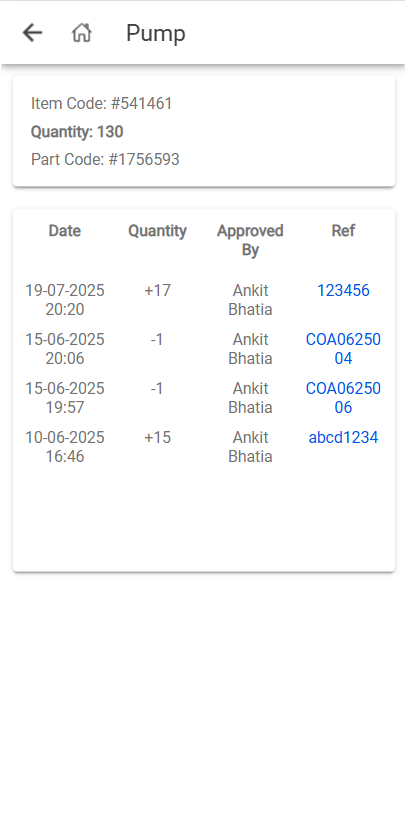 Pump
Item Code: #541461
Quantity: 130
Part Code: #1756593
Date Quantity Approved By Ref
19-07-2025 20:20 +17 Ankit Bhatia 123456
15-06-2025 20:06 -1 Ankit Bhatia COA062504
15-06-2025 19:57 -1 Ankit Bhatia COA062506
10-06-2025 16:46 +15 Ankit Bhatia abcd1234